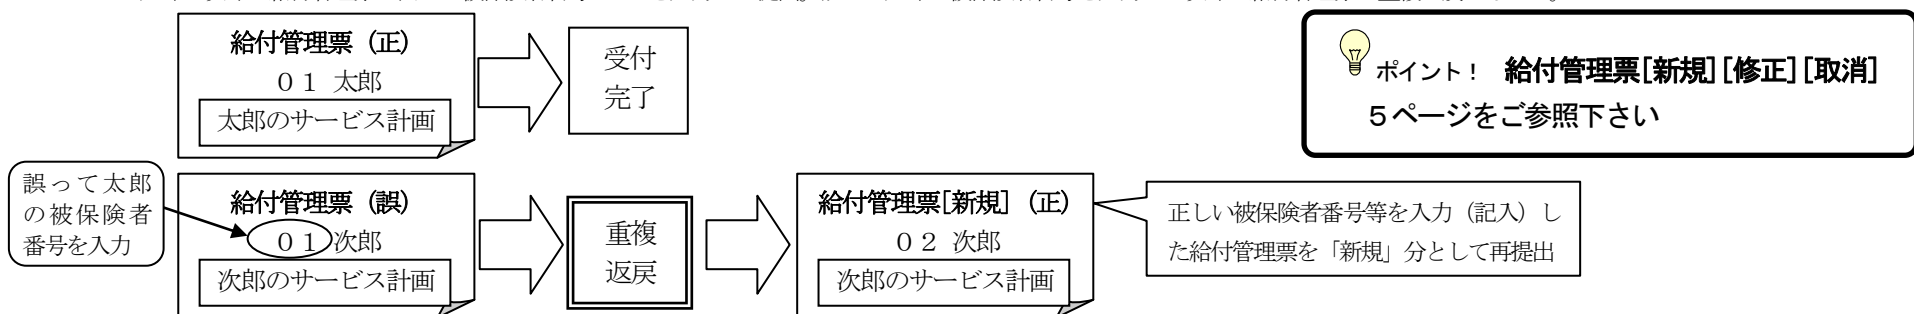 給付管理票（正）
０１ 太郎
太郎のサービス計画
受付
完了
ポイント！ 給付管理票[新規][修正][取消]
５ページをご参照下さい
誤って太郎
の被保険者
番号を入力
給付管理票（誤）
０１ 次郎
次郎のサービス計画
重複
返戻
給付管理票[新規]（正）
０２ 次郎
次郎のサービス計画
正しい被保険者番号等を入力（記入）し
た給付管理票を「新規」分として再提出